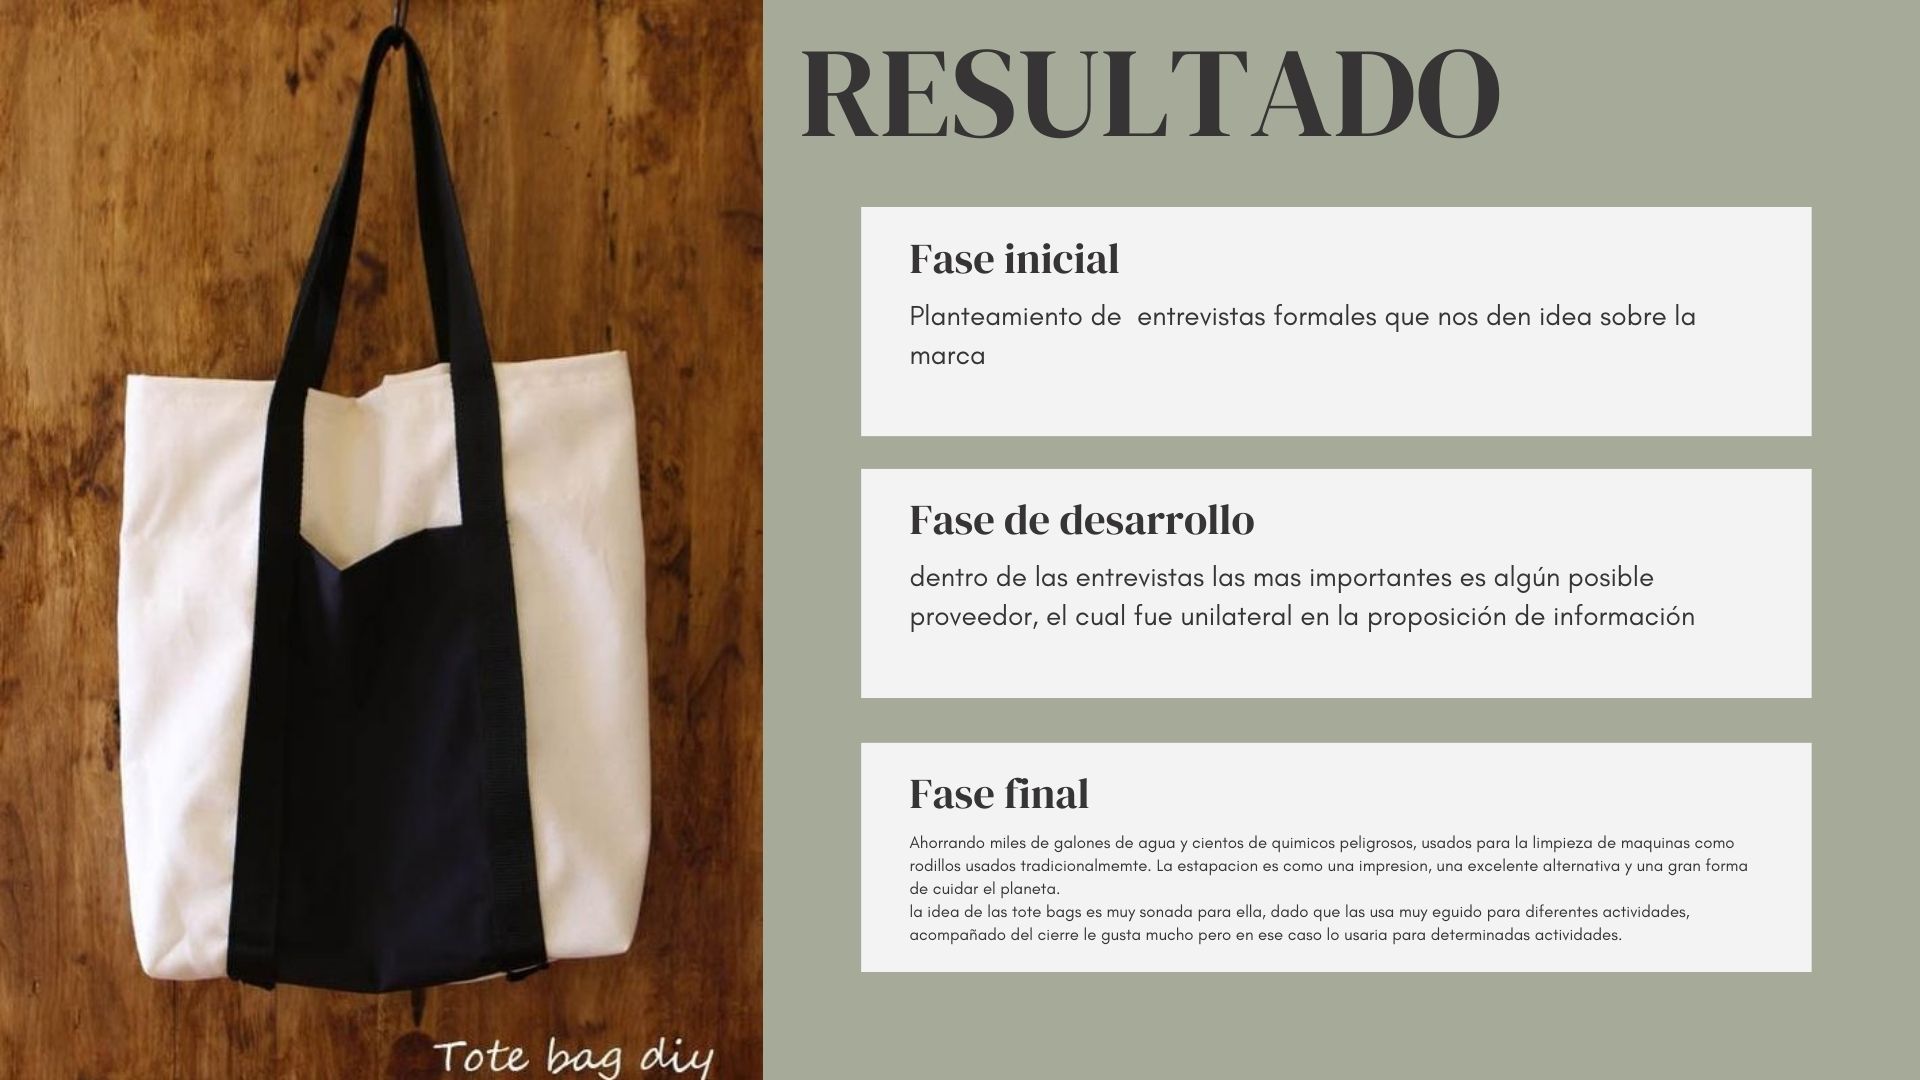 RESULTADO
Fase inicial
Planteamiento de  entrevistas formales que nos den idea sobre la
marca
Fase de desarrollo
dentro de las entrevistas las mas importantes es algún posible
proveedor, el cual fue unilateral en la proposición de información
Fase final
Ahorrando miles de galones de agua y cientos de quimicos peligrosos, usados para la limpieza de maquinas como
rodillos usados tradicionalmemte. La estapacion es como una impresion, una excelente alternativa y una gran forma
de cuidar el planeta.
la idea de las tote bags es muy sonada para ella, dado que las usa muy eguido para diferentes actividades,
acompañado del cierre le gusta mucho pero en ese caso lo usaria para determinadas actividades.
Tote bag diy